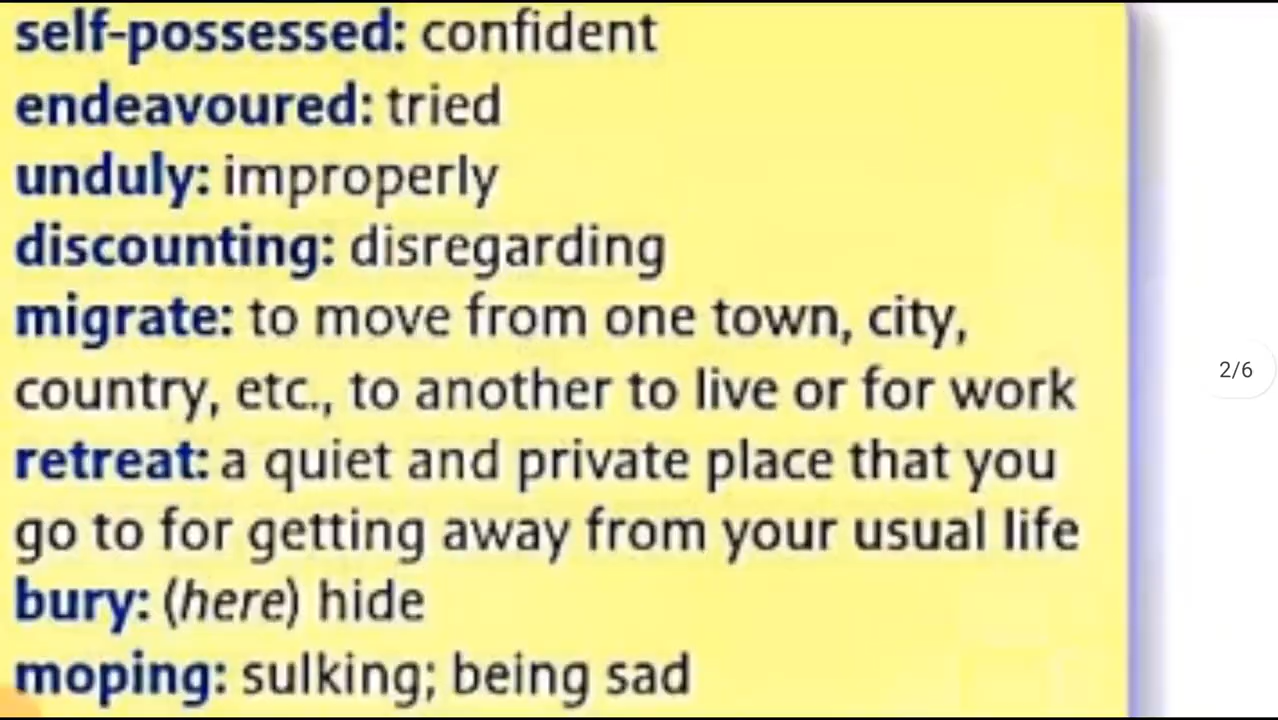 self-possessed: confident
endeavoured: tried
unduly: improperly
discounting: disregarding
migrate: to move from one town, city,
country, etc., to another to live or for work
2/6
retreat: a quiet and private place that you
go to for getting away from your usual life
bury: (here) hide
moping: sulking; being sad